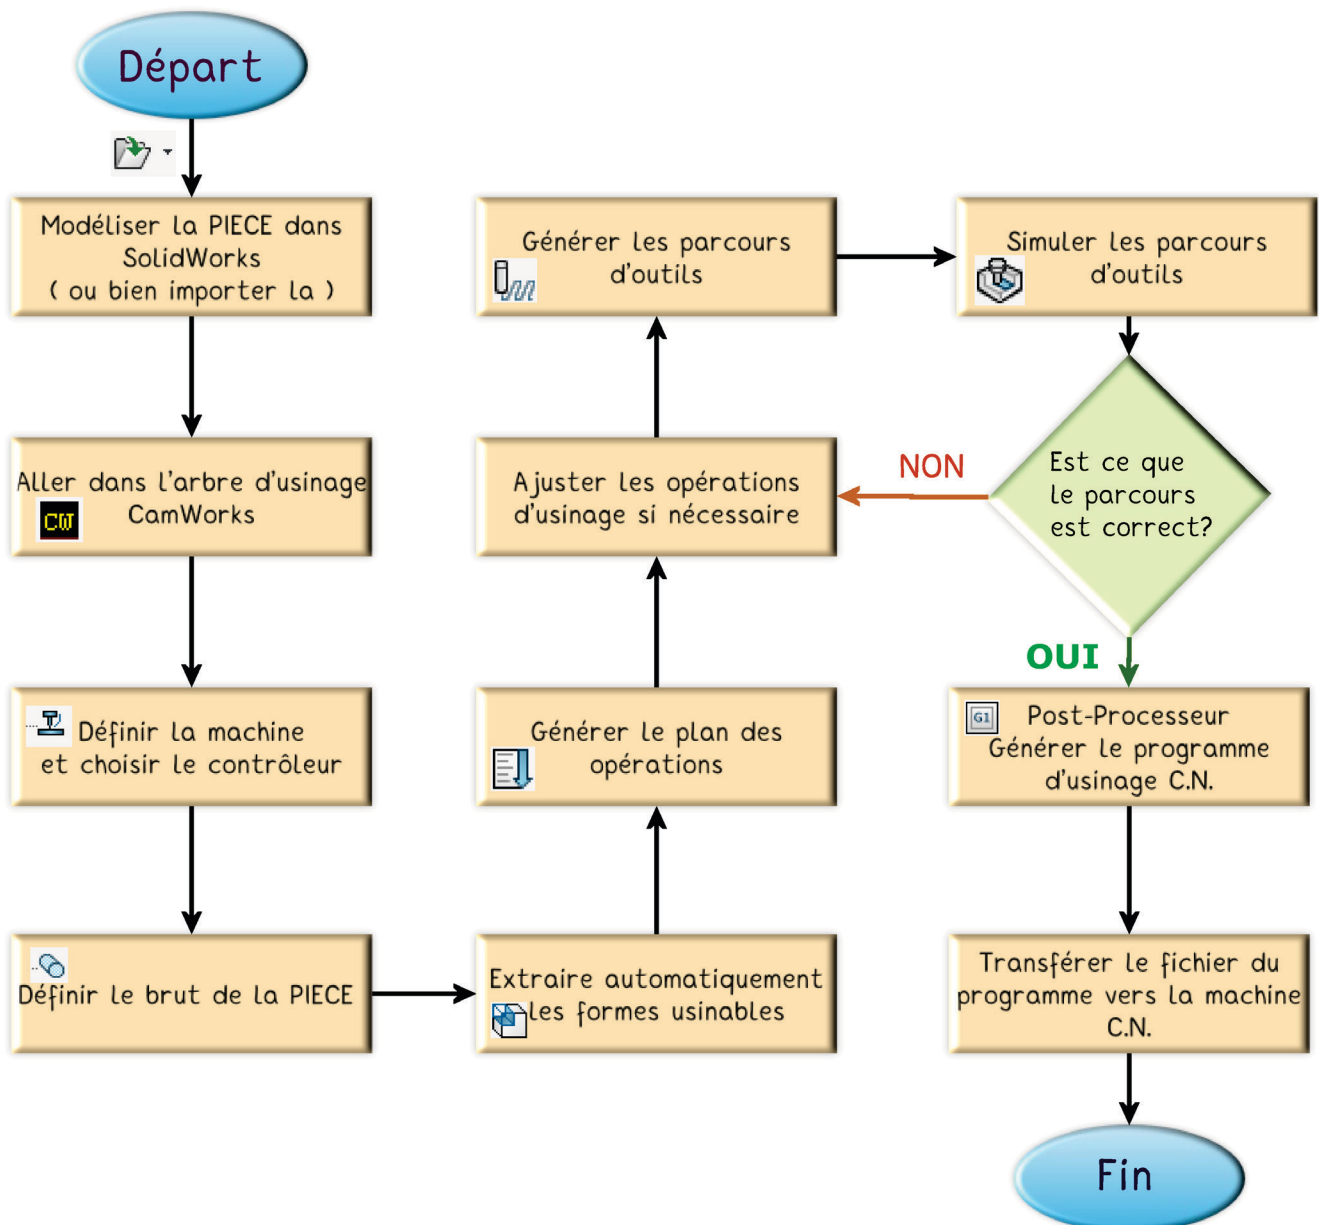 Départ
Modéliser la PIECE dans
SolidWorks
( ou bien importer la )
Aller dans l'arbre d'usinage
CamWorks
CW
Définir la machine
et choisir le contrôleur
Définir le brut de la PIECE
Extraire automatiquement
les formes usinables
Générer le plan des
opérations
Ajuster les opérations
d'usinage si nécessaire
Générer les parcours
d'outils
Simuler les parcours
d'outils
Est ce que
le parcours
est correct?
NON
OUI
G1
Post-Processeur
Générer le programme
d'usinage C.N.
Transférer le fichier du
programme vers la machine
C.N.
Fin